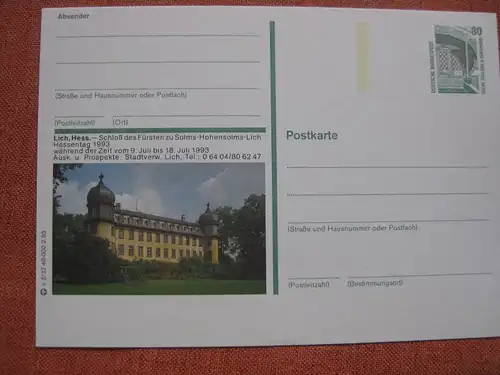 Absender
(Straße und Hausnummer oder Postfach)
(Postleitzahl) (Ort)
Lich, Hess. – Schloß des Fürsten zu Solms-Hohensolms-Lich
Hessentag 1993
während der Zeit vom 9. Juli bis 18. Juli 1993
Ausk. u. Prospekte: Stadtverw. Lich, Tel.: 0 64 04/80 62 47
80
DEUTSCHE BUNDESPOST
Postkarte
(Straße und Hausnummer oder Postfach)
(Postleitzahl) (Bestimmungsort)